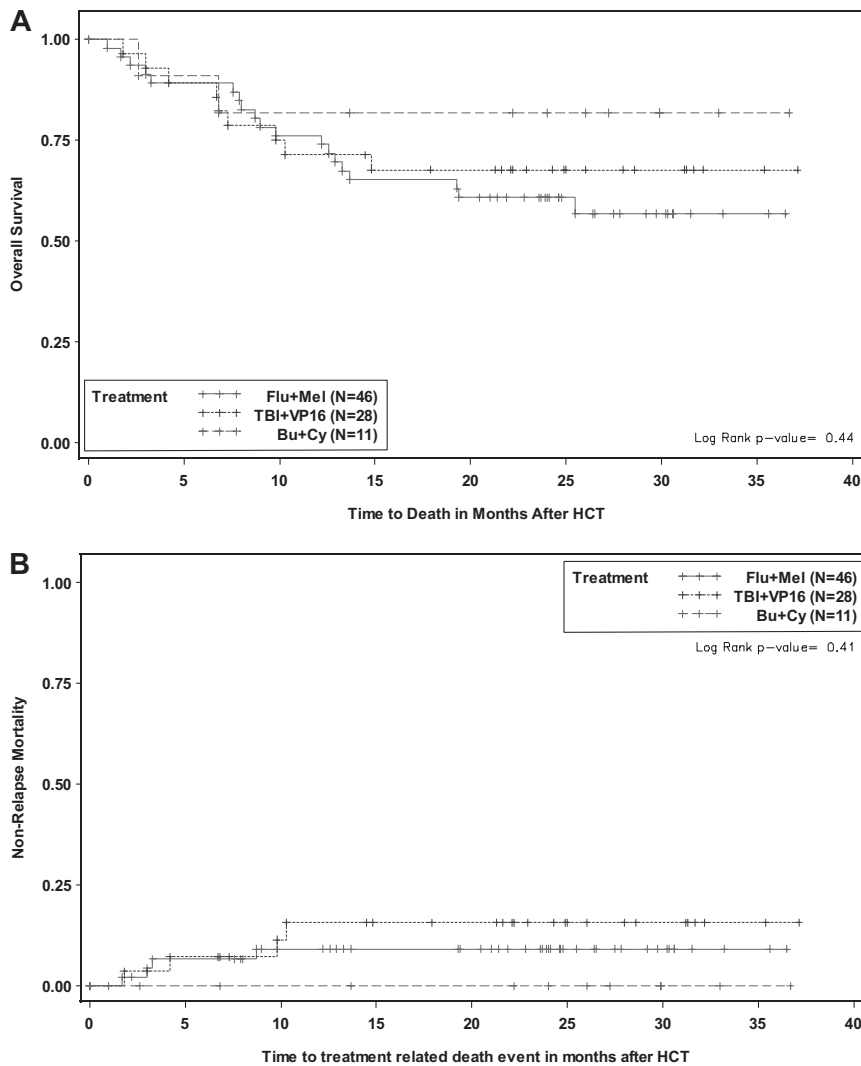 A
1.00
0.75
0.50
0.25
0.00
Overall Survival
Treatment
Flu+Mel (N=46)
TBI+VP16 (N=28)
Bu+Cy (N=11)
Log Rank p-value= 0.44
0 5 10 15 20 25 30 35 40
Time to Death in Months After HCT
B
1.00
0.75
0.50
0.25
0.00
Non-Relapse Mortality
Treatment
Flu+Mel (N=46)
TBI+VP16 (N=28)
Bu+Cy (N=11)
Log Rank p-value= 0.41
0 5 10 15 20 25 30 35 40
Time to treatment related death event in months after HCT